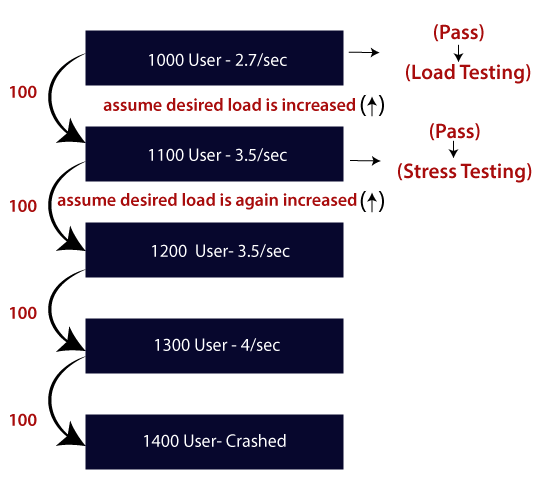 1000 User - 2.7/sec
(Pass)
(Load Testing)
100
assume desired load is increased (↑)
1100 User - 3.5/sec
(Pass)
(Stress Testing)
100
assume desired load is again increased (↑)
1200 User- 3.5/sec
100
1300 User - 4/sec
100
1400 User- Crashed